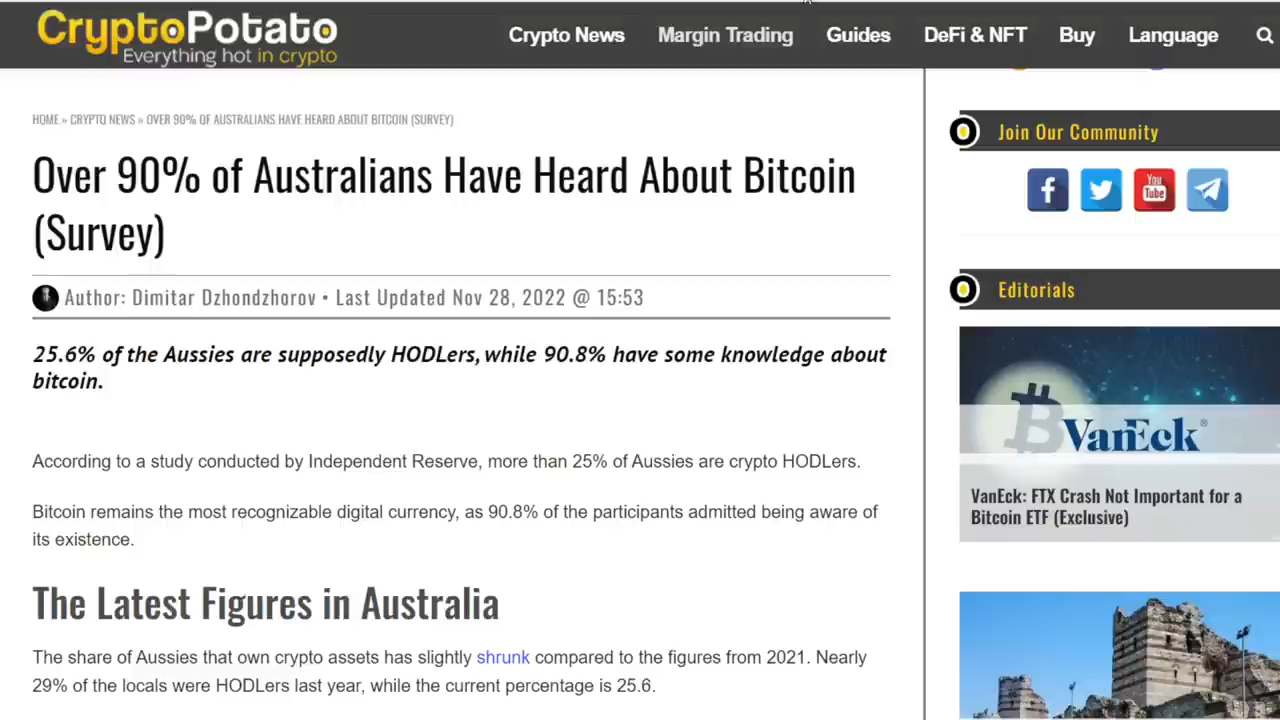 CryptoPotato
Everything hot in crypto
Crypto News
Margin Trading
Guides
DeFi & NFT
Buy
Language
HOME » CRYPTO NEWS » OVER 90% OF AUSTRALIANS HAVE HEARD ABOUT BITCOIN (SURVEY)
Over 90% of Australians Have Heard About Bitcoin
(Survey)
Author: Dimitar Dzhondzhorov • Last Updated Nov 28, 2022 @ 15:53
25.6% of the Aussies are supposedly HODLers, while 90.8% have some knowledge about
bitcoin.
According to a study conducted by Independent Reserve, more than 25% of Aussies are crypto HODLers.
Bitcoin remains the most recognizable digital currency, as 90.8% of the participants admitted being aware of
its existence.
The Latest Figures in Australia
The share of Aussies that own crypto assets has slightly shrunk compared to the figures from 2021. Nearly
29% of the locals were HODLers last year, while the current percentage is 25.6.
Join Our Community
You
Tube
Editorials
VanEck®
VanEck: FTX Crash Not Important for a
Bitcoin ETF (Exclusive)